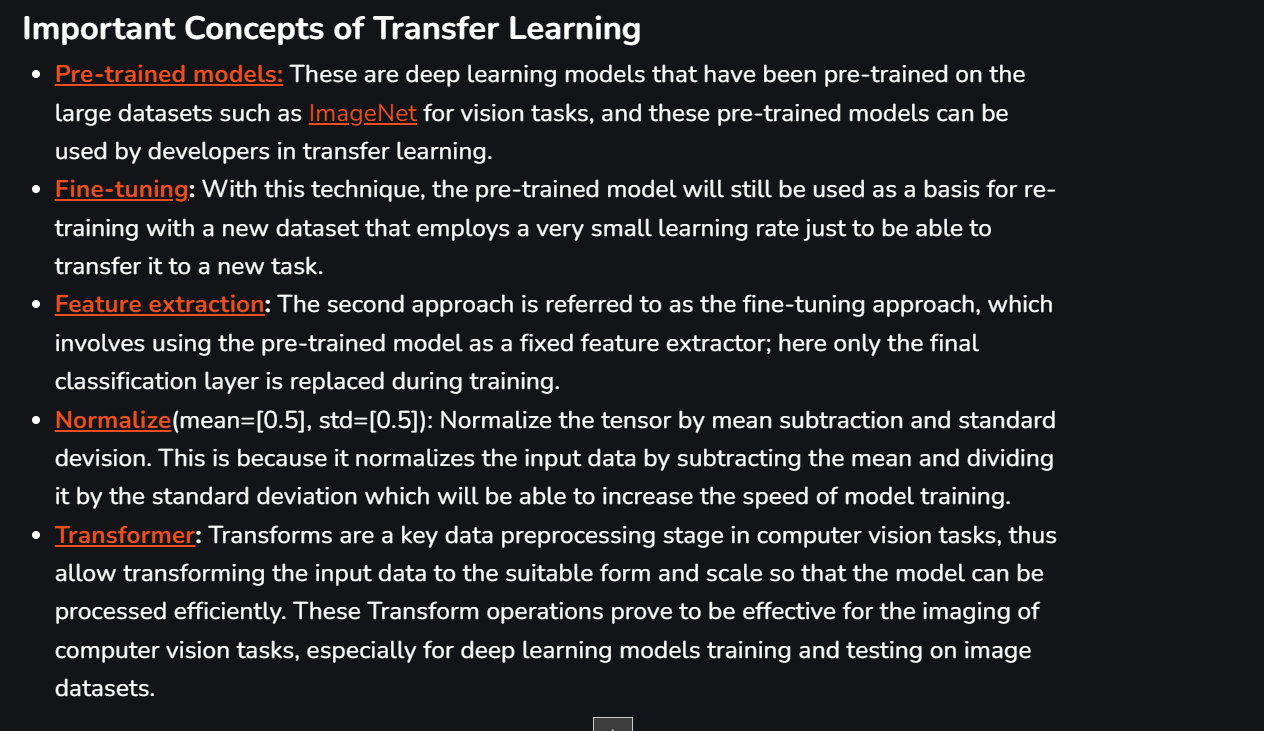 Important Concepts of Transfer Learning
• Pre-trained models: These are deep learning models that have been pre-trained on the
large datasets such as ImageNet for vision tasks, and these pre-trained models can be
used by developers in transfer learning.
• Fine-tuning: With this technique, the pre-trained model will still be used as a basis for re-
training with a new dataset that employs a very small learning rate just to be able to
transfer it to a new task.
• Feature extraction: The second approach is referred to as the fine-tuning approach, which
involves using the pre-trained model as a fixed feature extractor; here only the final
classification layer is replaced during training.
• Normalize(mean=[0.5], std=[0.5]): Normalize the tensor by mean subtraction and standard
devision. This is because it normalizes the input data by subtracting the mean and dividing
it by the standard deviation which will be able to increase the speed of model training.
• Transformer: Transforms are a key data preprocessing stage in computer vision tasks, thus
allow transforming the input data to the suitable form and scale so that the model can be
processed efficiently. These Transform operations prove to be effective for the imaging of
computer vision tasks, especially for deep learning models training and testing on image
datasets.